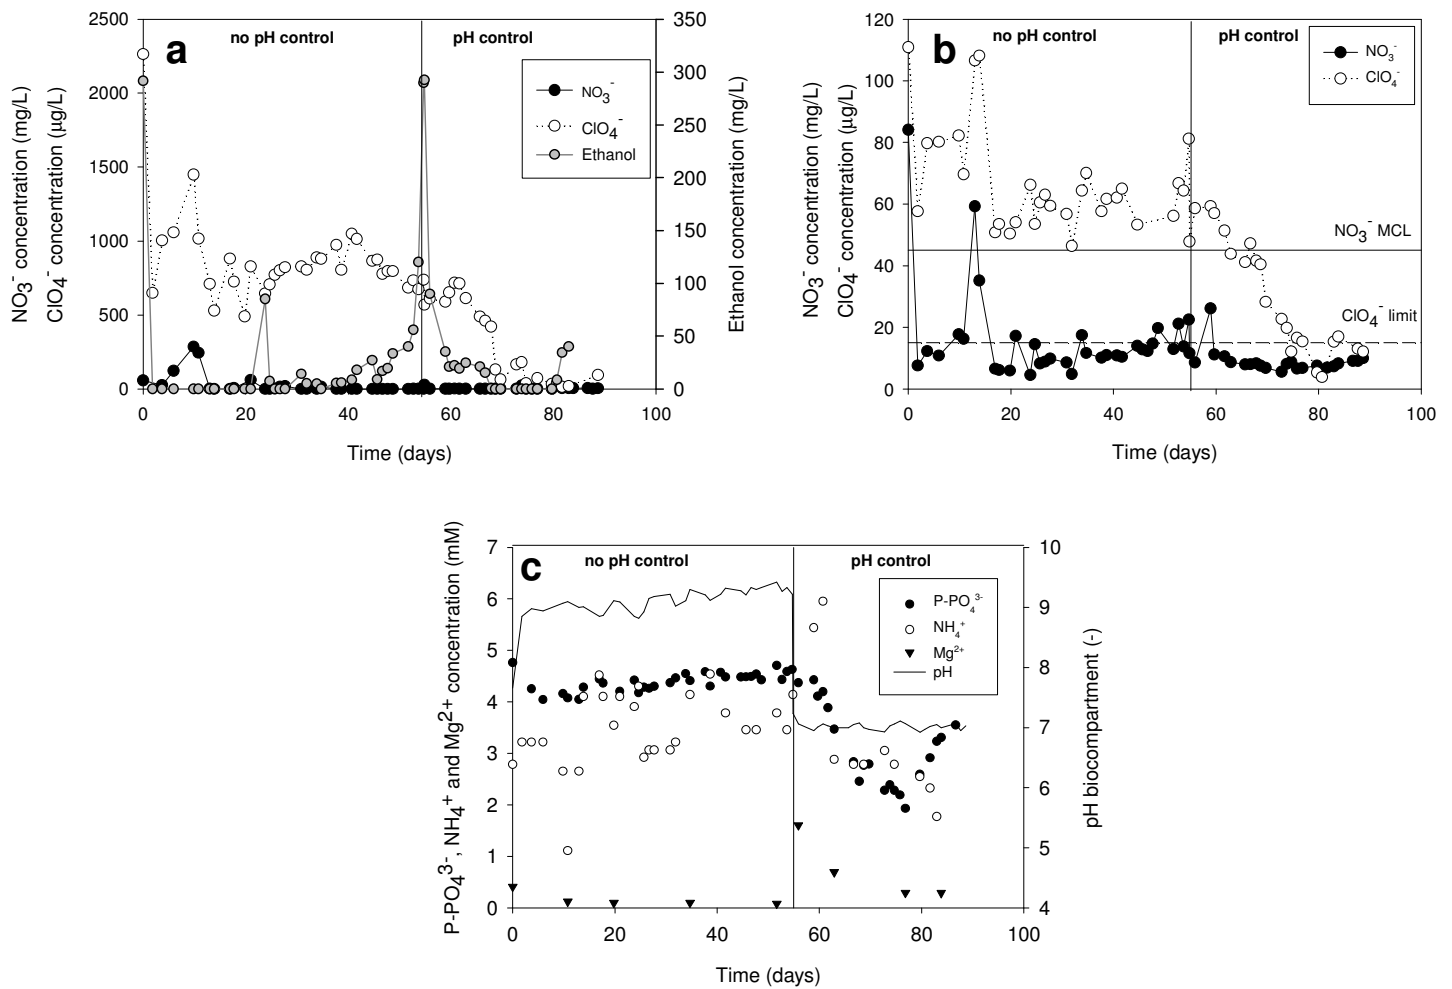 a
no pH control
pH control
NO3- concentration (mg/L)
ClO4- concentration (µg/L)
2500
2000
1500
1000
500
0
350
300
250
200
150
100
50
0
Ethanol concentration (mg/L)
NO3-
ClO4-
Ethanol
0 20 40 60 80 100
Time (days)
b
no pH control
pH control
NO3- concentration (mg/L)
ClO4- concentration (µg/L)
120
100
80
60
40
20
0
NO3-
ClO4-
NO3- MCL
ClO4- limit
0 20 40 60 80 100
Time (days)
c
no pH control
pH control
P-PO43-, NH4+ and Mg2+ concentration (mM)
7
6
5
4
3
2
1
0
10
9
8
7
6
5
4
pH biocompartment (-)
P-PO43-
NH4+
Mg2+
pH
0 20 40 60 80 100
Time (days)